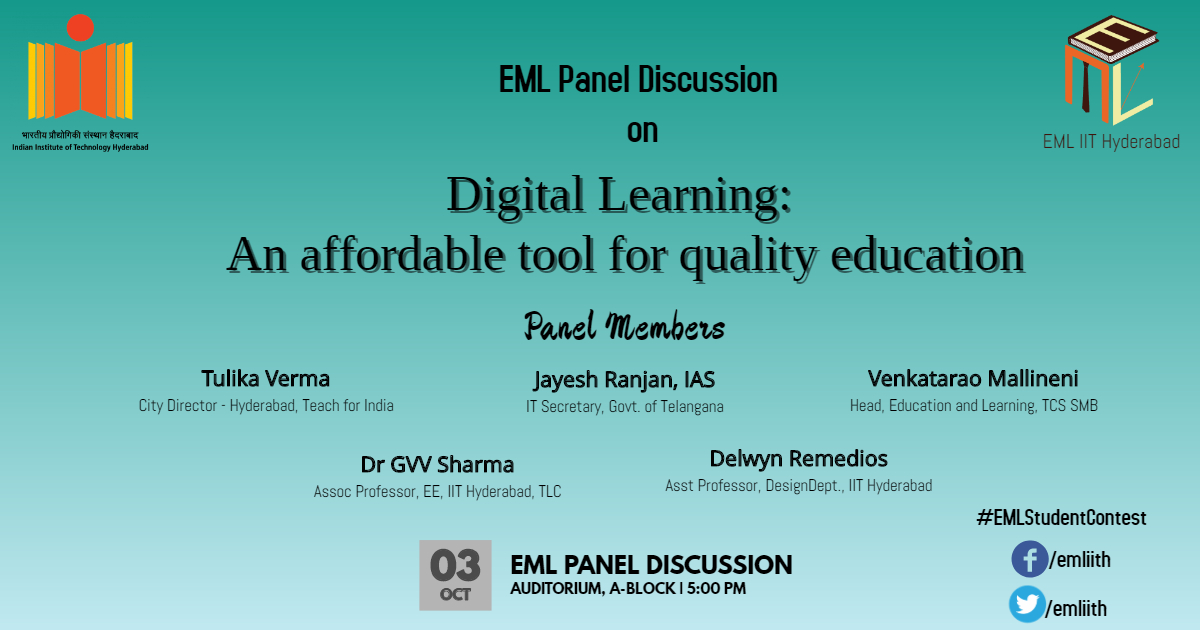 भारतीय प्रौद्योगिकी संस्थान हैदराबाद
Indian Institute of Technology Hyderabad
EML IIT Hyderabad
EML Panel Discussion
on
Digital Learning:
An affordable tool for quality education
Panel Members
Tulika Verma
City Director - Hyderabad, Teach for India
Jayesh Ranjan, IAS
IT Secretary, Govt. of Telangana
Venkatarao Mallineni
Head, Education and Learning, TCS SMB
Dr GVV Sharma
Assoc Professor, EE, IIT Hyderabad, TLC
Delwyn Remedios
Asst Professor, DesignDept., IIT Hyderabad
#EMLStudentContest
/emliith
/emliith
03
OCT
EML PANEL DISCUSSION
AUDITORIUM, A-BLOCK | 5:00 PM